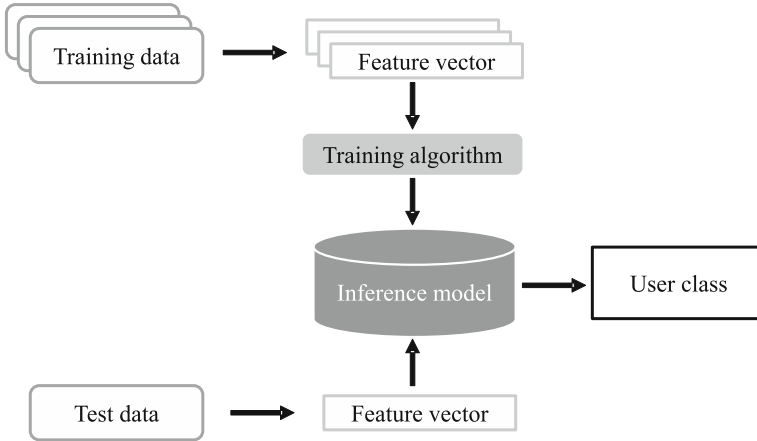 Training data
Feature vector
Training algorithm
Inference model
User class
Test data
Feature vector